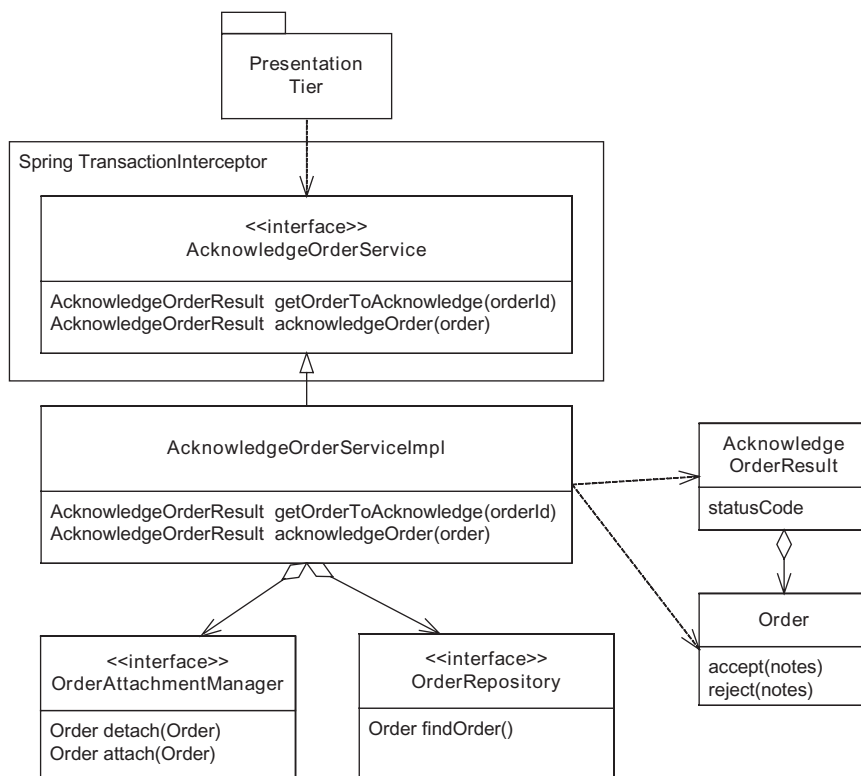 Presentation
Tier
Spring TransactionInterceptor
<<interface>>
AcknowledgeOrderService
AcknowledgeOrderResult getOrderToAcknowledge(orderId)
AcknowledgeOrderResult acknowledgeOrder(order)
AcknowledgeOrderServiceImpl
AcknowledgeOrderResult getOrderToAcknowledge(orderId)
AcknowledgeOrderResult acknowledgeOrder(order)
Acknowledge
OrderResult
statusCode
Order
accept(notes)
reject(notes)
<<interface>>
OrderAttachmentManager
Order detach(Order)
Order attach(Order)
<<interface>>
OrderRepository
Order findOrder()